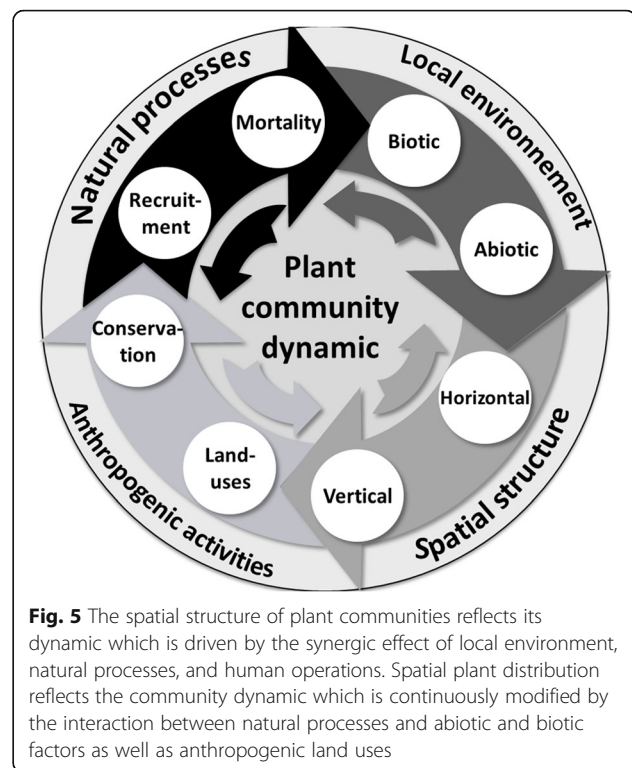 Natural processes
Local environnement
Mortality
Biotic
Recruit-
ment
Abiotic
Plant
community
dynamic
Conserva-
tion
Horizontal
Land-
uses
Vertical
Anthropogenic activities
Spatial structure
Fig. 5 The spatial structure of plant communities reflects its
dynamic which is driven by the synergic effect of local environment,
natural processes, and human operations. Spatial plant distribution
reflects the community dynamic which is continuously modified by
the interaction between natural processes and abiotic and biotic
factors as well as anthropogenic land uses